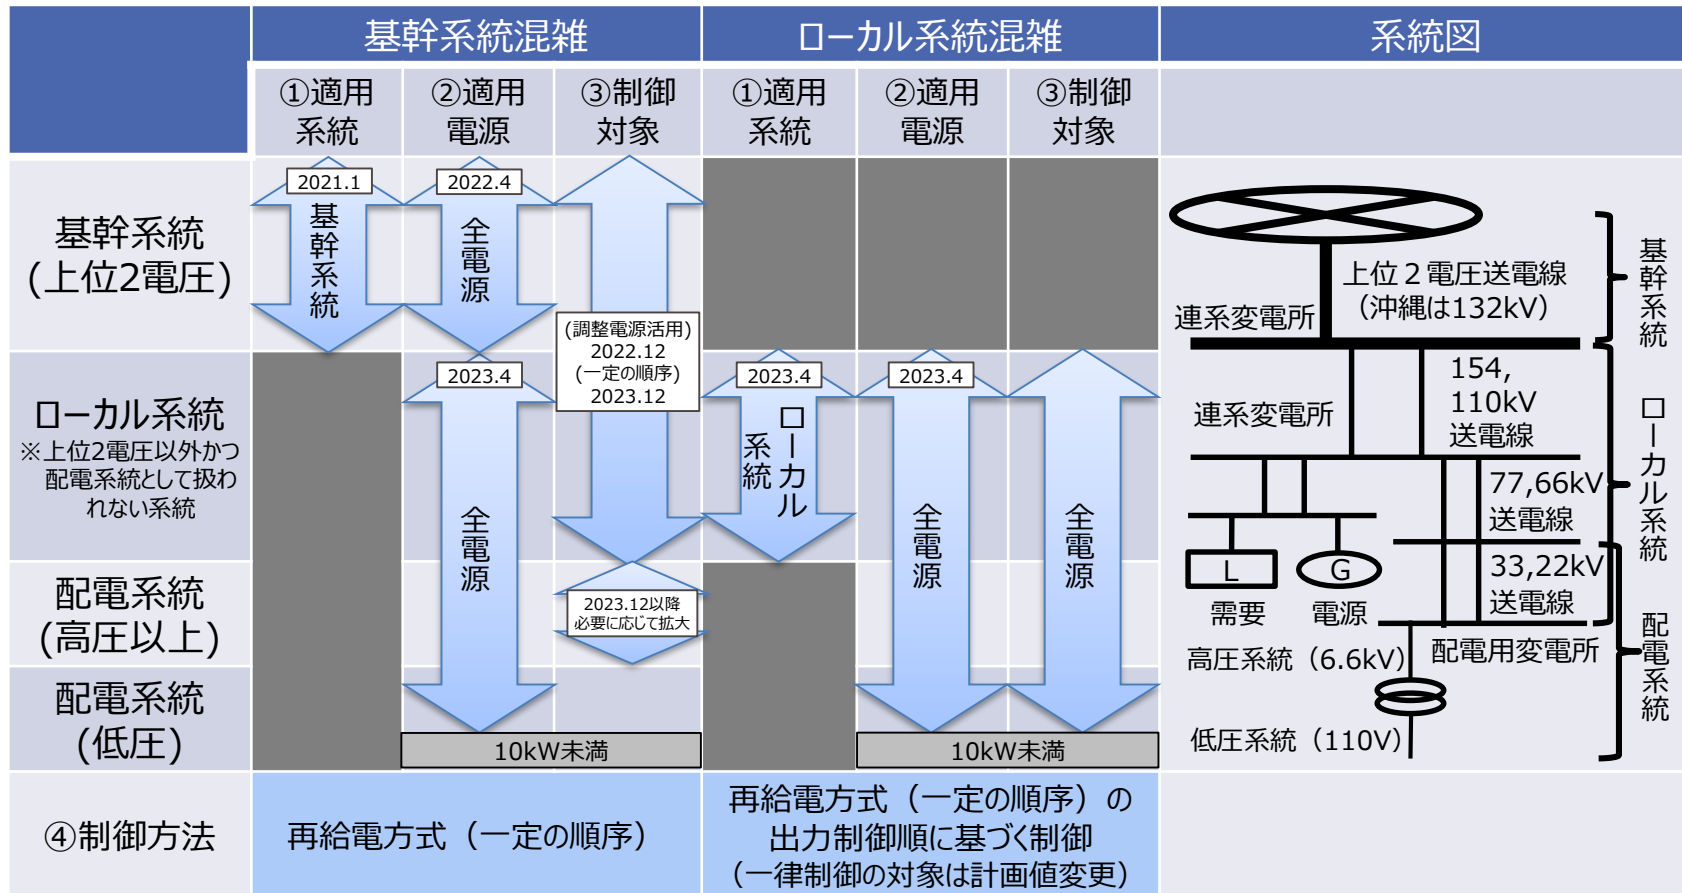 基幹系統混雑
ローカル系統混雑
系統図
①適用
系統
②適用
電源
③制御
対象
①適用
系統
②適用
電源
③制御
対象
基幹系統
(上位2電圧)
2021.1
基幹系統
2022.4
全電源
(調整電源活用)
2022.12
(一定の順序)
2023.12
ローカル系統
※上位2電圧以外かつ
配電系統として扱わ
れない系統
2023.4
全電源
2023.4
ローカル
系統
2023.4
全電源
全電源
配電系統
(高圧以上)
2023.12以降
必要に応じて拡大
配電系統
(低圧)
10kW未満
10kW未満
④制御方法
再給電方式（一定の順序）
再給電方式（一定の順序）の
出力制御順に基づく制御
（一律制御の対象は計画値変更）
上位２電圧送電線
（沖縄は132kV）
連系変電所
基幹系統
154,
110kV
送電線
連系変電所
77,66kV
送電線
ローカル系統
L
G
需要
電源
33,22kV
送電線
配電用変電所
高圧系統（6.6kV）
低圧系統（110V）
配電系統